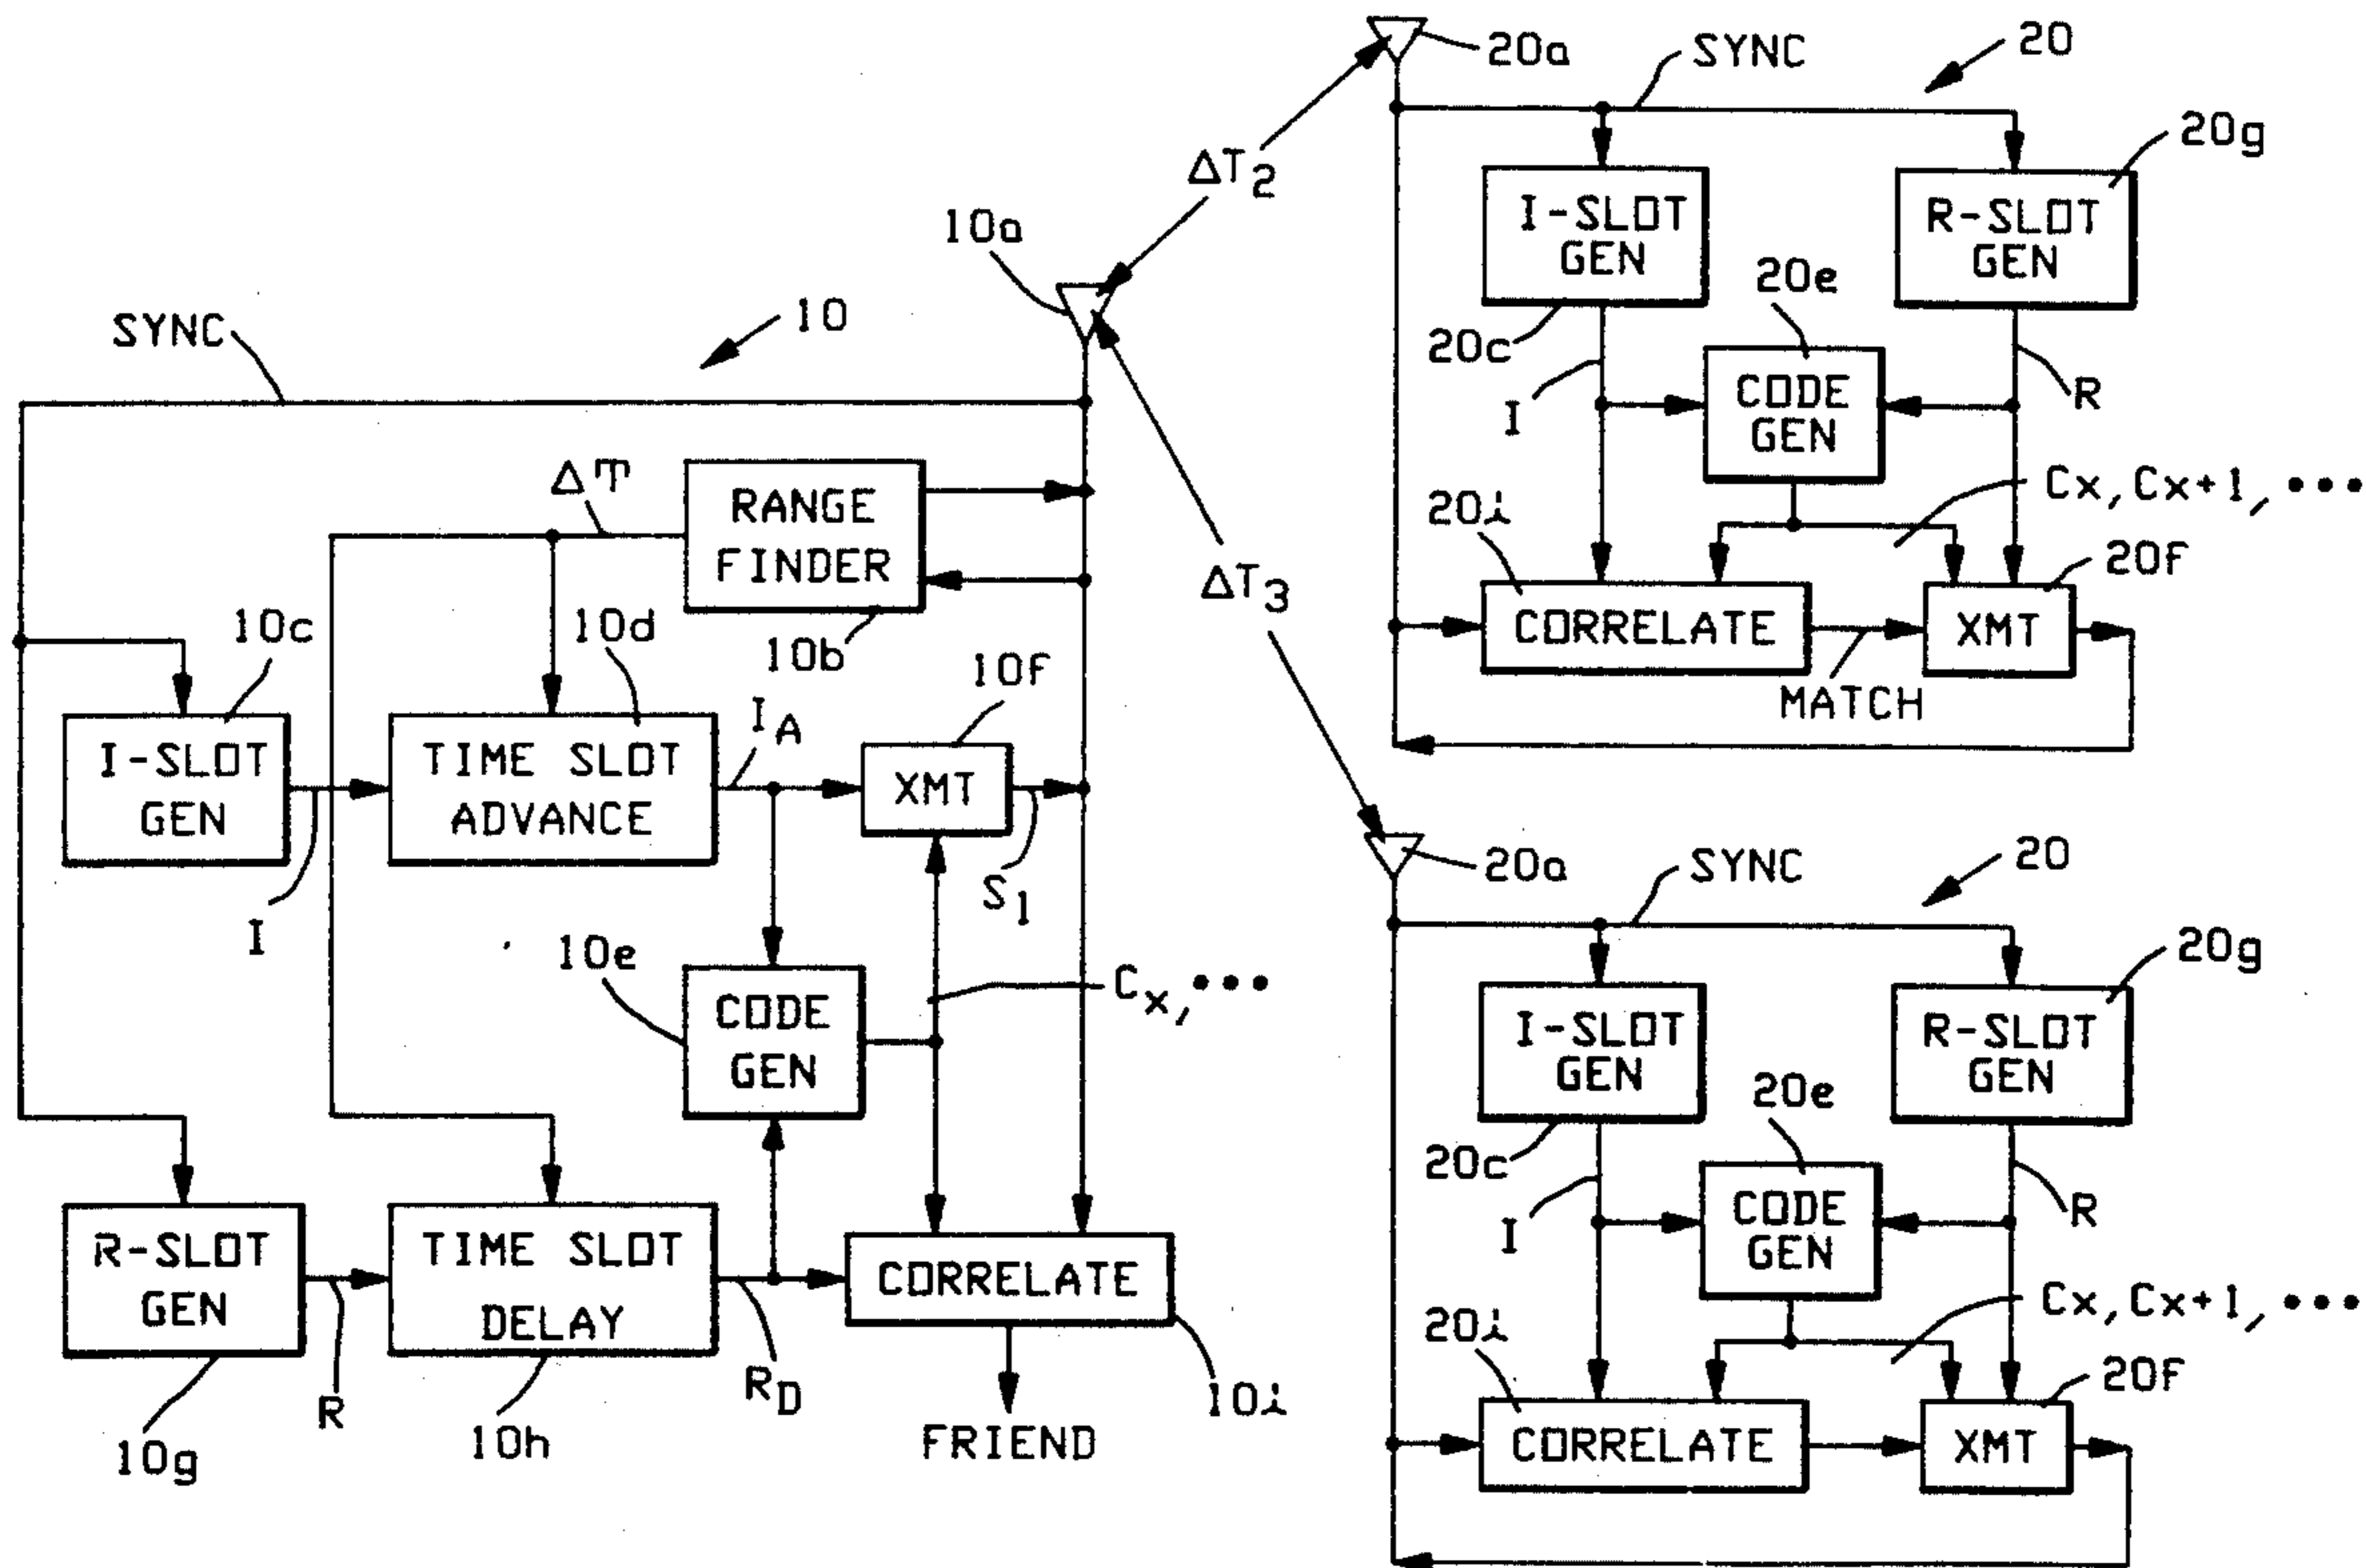 SYNC
10
10a
ΔT2
ΔT3
ΔT
RANGE
FINDER
10b
10c
I-SLOT
GEN
I
10d
TIME SLOT
ADVANCE
IA
10f
XMT
S1
10e
CODE
GEN
Cx, •••
R-SLOT
GEN
10g
R
TIME SLOT
DELAY
10h
RD
CORRELATE
10i
FRIEND
20a
SYNC
20
20g
I-SLOT
GEN
R-SLOT
GEN
20c
20e
I
CODE
GEN
R
Cx, Cx+1, •••
20i
20f
CORRELATE
XMT
MATCH
20a
SYNC
20
20g
I-SLOT
GEN
R-SLOT
GEN
20c
20e
I
CODE
GEN
R
Cx, Cx+1, •••
20i
20f
CORRELATE
XMT